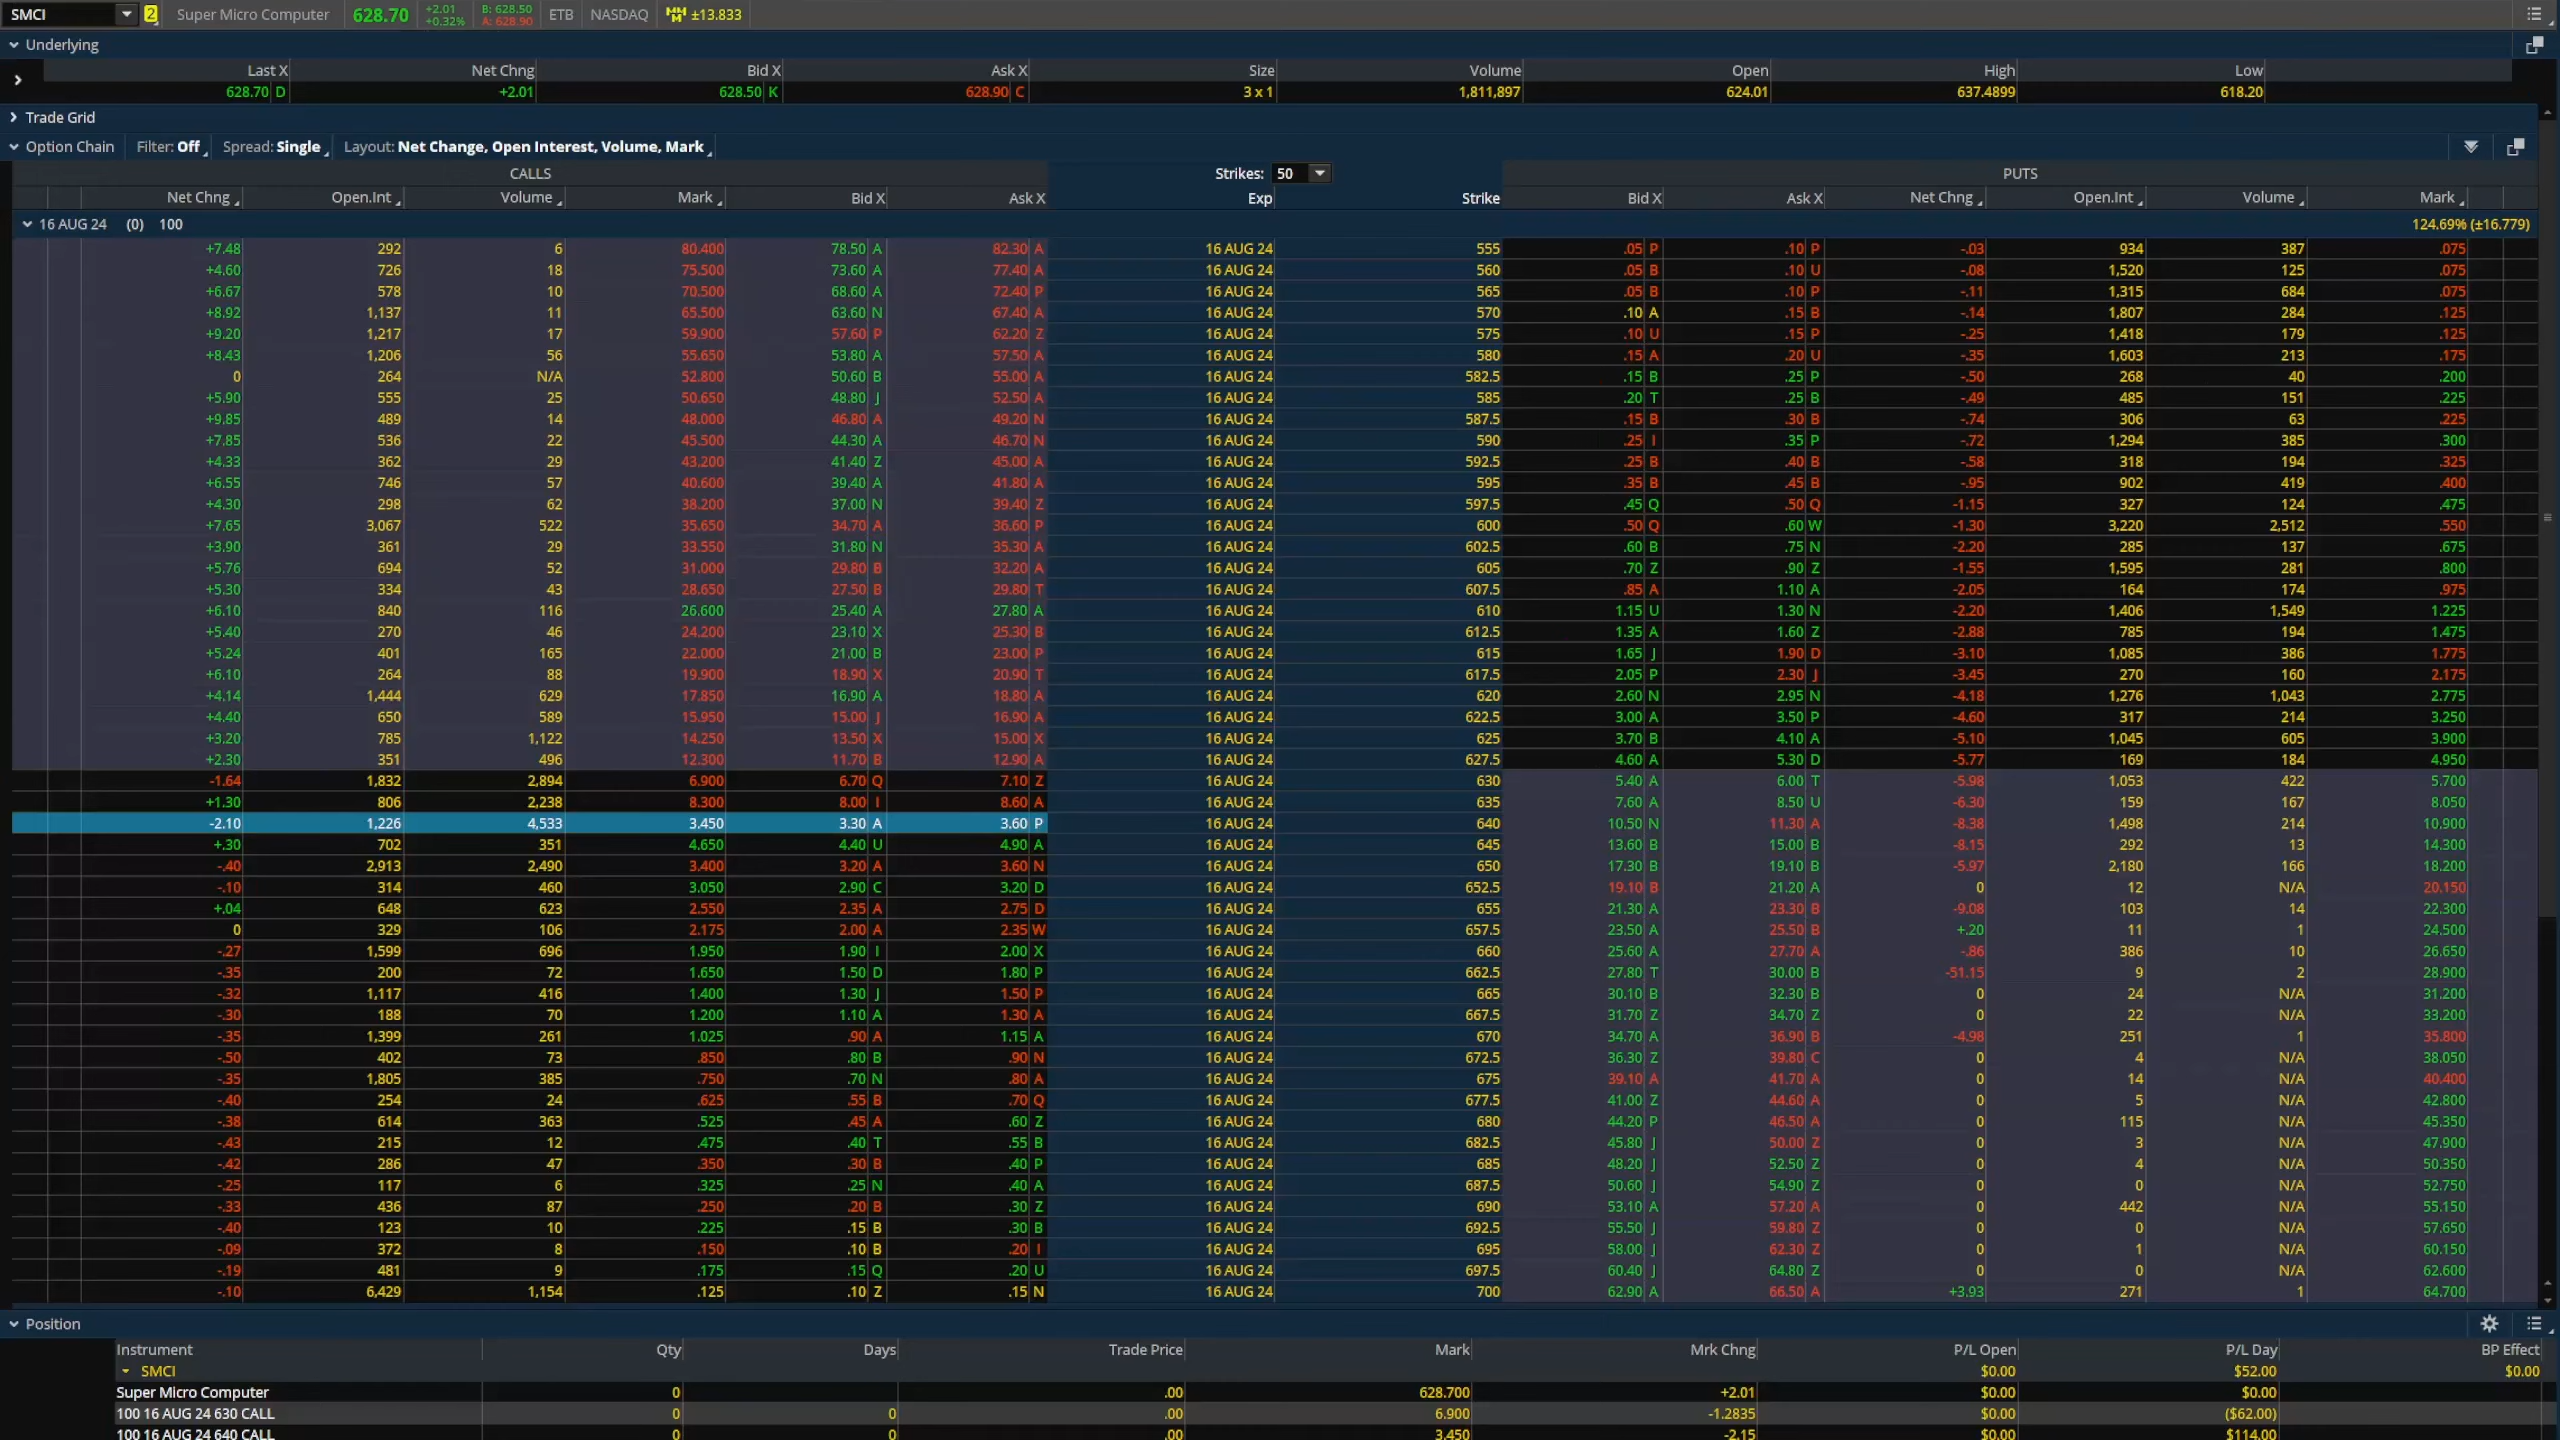 SMCI 2 Super Micro Computer 628.70 +2.01 +0.32% B: 628.50 A: 628.90 ETB NASDAQ MMM ±13.833
Underlying
Last X Net Chng Bid X Ask X Size Volume Open High Low
628.70 D +2.01 628.50 K 628.90 C 3 x 1 1,811,897 624.01 637.4899 618.20
Trade Grid
Option Chain Filter: Off Spread: Single Layout: Net Change, Open Interest, Volume, Mark
CALLS Strikes: 50 PUTS
Net Chng Open.Int Volume Mark Bid X Ask X Exp Strike Bid X Ask X Net Chng Open.Int Volume Mark
16 AUG 24 (0) 100 124.69% (±16.779)
+7.48 292 6 80.400 78.50 A 82.30 A 16 AUG 24 555 .05 P .10 P -.03 934 387 .075
+4.60 726 18 75.500 73.60 A 77.40 A 16 AUG 24 560 .05 B .10 U -.08 1,520 125 .075
+6.67 578 10 70.500 68.60 A 72.40 P 16 AUG 24 565 .05 B .10 P -.11 1,315 684 .075
+8.92 1,137 11 65.500 63.60 N 67.40 A 16 AUG 24 570 .10 A .15 B -.14 1,807 284 .125
+9.20 1,217 17 59.900 57.60 P 62.20 Z 16 AUG 24 575 .10 U .15 P -.25 1,418 179 .125
+8.43 1,206 56 55.650 53.80 A 57.50 A 16 AUG 24 580 .15 A .20 U -.35 1,603 213 .175
0 264 N/A 52.800 50.60 B 55.00 A 16 AUG 24 582.5 .15 B .25 P -.50 268 40 .200
+5.90 555 25 50.650 48.80 J 52.50 A 16 AUG 24 585 .20 T .25 B -.49 485 151 .225
+9.85 489 14 48.000 46.80 A 49.20 N 16 AUG 24 587.5 .15 B .30 B -.74 306 63 .225
+7.85 536 22 45.500 44.30 A 46.70 N 16 AUG 24 590 .25 I .35 P -.72 1,294 385 .300
+4.33 362 29 43.200 41.40 Z 45.00 A 16 AUG 24 592.5 .25 B .40 B -.58 318 194 .325
+6.55 746 57 40.600 39.40 A 41.80 A 16 AUG 24 595 .35 B .45 B -.95 902 419 .400
+4.30 298 62 38.200 37.00 N 39.40 Z 16 AUG 24 597.5 .45 Q .50 Q -1.15 327 124 .475
+7.65 3,067 522 35.650 34.70 A 36.60 P 16 AUG 24 600 .50 Q .60 W -1.30 3,220 2,512 .550
+3.90 361 29 33.550 31.80 N 35.30 A 16 AUG 24 602.5 .60 B .75 N -2.20 285 137 .675
+5.76 694 52 31.000 29.80 B 32.20 A 16 AUG 24 605 .70 Z .90 Z -1.55 1,595 281 .800
+5.30 334 43 28.650 27.50 B 29.80 T 16 AUG 24 607.5 .85 A 1.10 A -2.05 164 174 .975
+6.10 840 116 26.600 25.40 A 27.80 A 16 AUG 24 610 1.15 U 1.30 N -2.20 1,406 1,549 1.225
+5.40 270 46 24.200 23.10 X 25.30 B 16 AUG 24 612.5 1.35 A 1.60 Z -2.88 785 194 1.475
+5.24 401 165 22.000 21.00 B 23.00 P 16 AUG 24 615 1.65 J 1.90 D -3.10 1,085 386 1.775
+6.10 264 88 19.900 18.90 X 20.90 T 16 AUG 24 617.5 2.05 P 2.30 J -3.45 270 160 2.175
+4.14 1,444 629 17.850 16.90 A 18.80 A 16 AUG 24 620 2.60 N 2.95 N -4.18 1,276 1,043 2.775
+4.40 650 589 15.950 15.00 J 16.90 A 16 AUG 24 622.5 3.00 A 3.50 P -4.60 317 214 3.250
+3.20 785 1,122 14.250 13.50 X 15.00 X 16 AUG 24 625 3.70 B 4.10 A -5.10 1,045 605 3.900
+2.30 351 496 12.300 11.70 B 12.90 A 16 AUG 24 627.5 4.60 A 5.30 D -5.77 169 184 4.950
-1.64 1,832 2,894 6.900 6.70 Q 7.10 Z 16 AUG 24 630 5.40 A 6.00 T -5.98 1,053 422 5.700
+1.30 806 2,238 8.300 8.00 I 8.60 A 16 AUG 24 635 7.60 A 8.50 U -6.30 159 167 8.050
-2.10 1,226 4,533 3.450 3.30 A 3.60 P 16 AUG 24 640 10.50 N 11.30 A -8.38 1,498 214 10.900
+.30 702 351 4.650 4.40 U 4.90 A 16 AUG 24 645 13.60 B 15.00 B -8.15 292 13 14.300
-.40 2,913 2,490 3.400 3.20 A 3.60 N 16 AUG 24 650 17.30 B 19.10 B -5.97 2,180 166 18.200
-.10 314 460 3.050 2.90 C 3.20 D 16 AUG 24 652.5 19.10 B 21.20 A 0 12 N/A 20.150
+.04 648 623 2.550 2.35 A 2.75 D 16 AUG 24 655 21.30 A 23.30 B -9.08 103 14 22.300
0 329 106 2.175 2.00 A 2.35 W 16 AUG 24 657.5 23.50 A 25.50 B +.20 11 1 24.500
-.27 1,599 696 1.950 1.90 I 2.00 X 16 AUG 24 660 25.60 A 27.70 A -.86 386 10 26.650
-.35 200 72 1.650 1.50 D 1.80 P 16 AUG 24 662.5 27.80 T 30.00 B -51.15 9 2 28.900
-.32 1,117 416 1.400 1.30 J 1.50 P 16 AUG 24 665 30.10 B 32.30 B 0 24 N/A 31.200
-.30 188 70 1.200 1.10 A 1.30 A 16 AUG 24 667.5 31.70 Z 34.70 Z 0 22 N/A 33.200
-.35 1,399 261 1.025 .90 A 1.15 A 16 AUG 24 670 34.70 A 36.90 B -4.98 251 1 35.800
-.50 402 73 .850 .80 B .90 N 16 AUG 24 672.5 36.30 Z 39.80 C 0 4 N/A 38.050
-.35 1,805 385 .750 .70 N .80 A 16 AUG 24 675 39.10 A 41.70 A 0 14 N/A 40.400
-.40 254 24 .625 .55 B .70 Q 16 AUG 24 677.5 41.00 Z 44.60 A 0 5 N/A 42.800
-.38 614 363 .525 .45 A .60 Z 16 AUG 24 680 44.20 P 46.50 A 0 115 N/A 45.350
-.43 215 12 .475 .40 T .55 B 16 AUG 24 682.5 45.80 J 50.00 Z 0 3 N/A 47.900
-.42 286 47 .350 .30 B .40 P 16 AUG 24 685 48.20 J 52.50 Z 0 4 N/A 50.350
-.25 117 6 .325 .25 N .40 A 16 AUG 24 687.5 50.60 J 54.90 Z 0 0 N/A 52.750
-.33 436 87 .250 .20 B .30 Z 16 AUG 24 690 53.10 A 57.20 A 0 442 N/A 55.150
-.40 123 10 .225 .15 B .30 B 16 AUG 24 692.5 55.50 J 59.80 Z 0 0 N/A 57.650
-.09 372 8 .150 .10 B .20 I 16 AUG 24 695 58.00 J 62.30 Z 0 1 N/A 60.150
-.19 481 9 .175 .15 Q .20 U 16 AUG 24 697.5 60.40 J 64.80 Z 0 0 N/A 62.600
-.10 6,429 1,154 .125 .10 Z .15 N 16 AUG 24 700 62.90 A 66.50 A +3.93 271 1 64.700
Position
Instrument Qty Days Trade Price Mark Mrk Chng P/L Open P/L Day BP Effect
SMCI $0.00 $52.00 $0.00
Super Micro Computer 0 .00 628.700 +2.01 $0.00 $0.00
100 16 AUG 24 630 CALL 0 0 .00 6.900 -1.2835 $0.00 ($62.00)
100 16 AUG 24 640 CALL 0 0 .00 3.450 -2.15 $0.00 $114.00